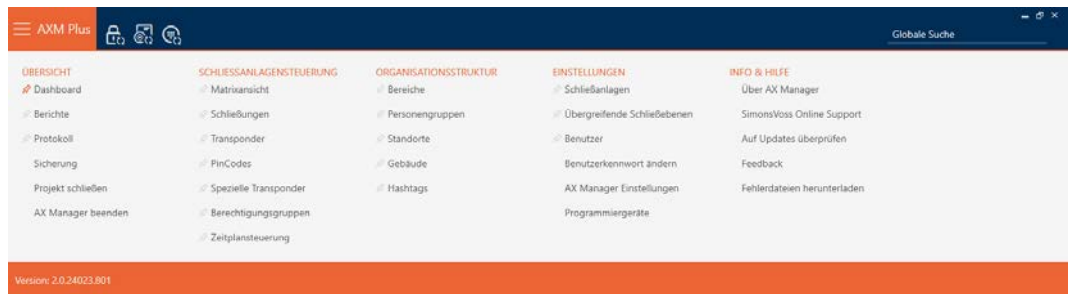 AXM Plus
Globale Suche
ÜBERSICHT
Dashboard
Berichte
Protokoll
Sicherung
Projekt schließen
AX Manager beenden
SCHLIESSANLAGENSTEUERUNG
Matrixansicht
Schließungen
Transponder
PinCodes
Spezielle Transponder
Berechtigungsgruppen
Zeitplansteuerung
ORGANISATIONSSTRUKTUR
Bereiche
Personengruppen
Standorte
Gebäude
Hashtags
EINSTELLUNGEN
Schließanlagen
Übergreifende Schließebenen
Benutzer
Benutzerkennwort ändern
AX Manager Einstellungen
Programmiergeräte
INFO & HILFE
Über AX Manager
SimonsVoss Online Support
Auf Updates überprüfen
Feedback
Fehlerdateien herunterladen
Version: 2.0.24023.801